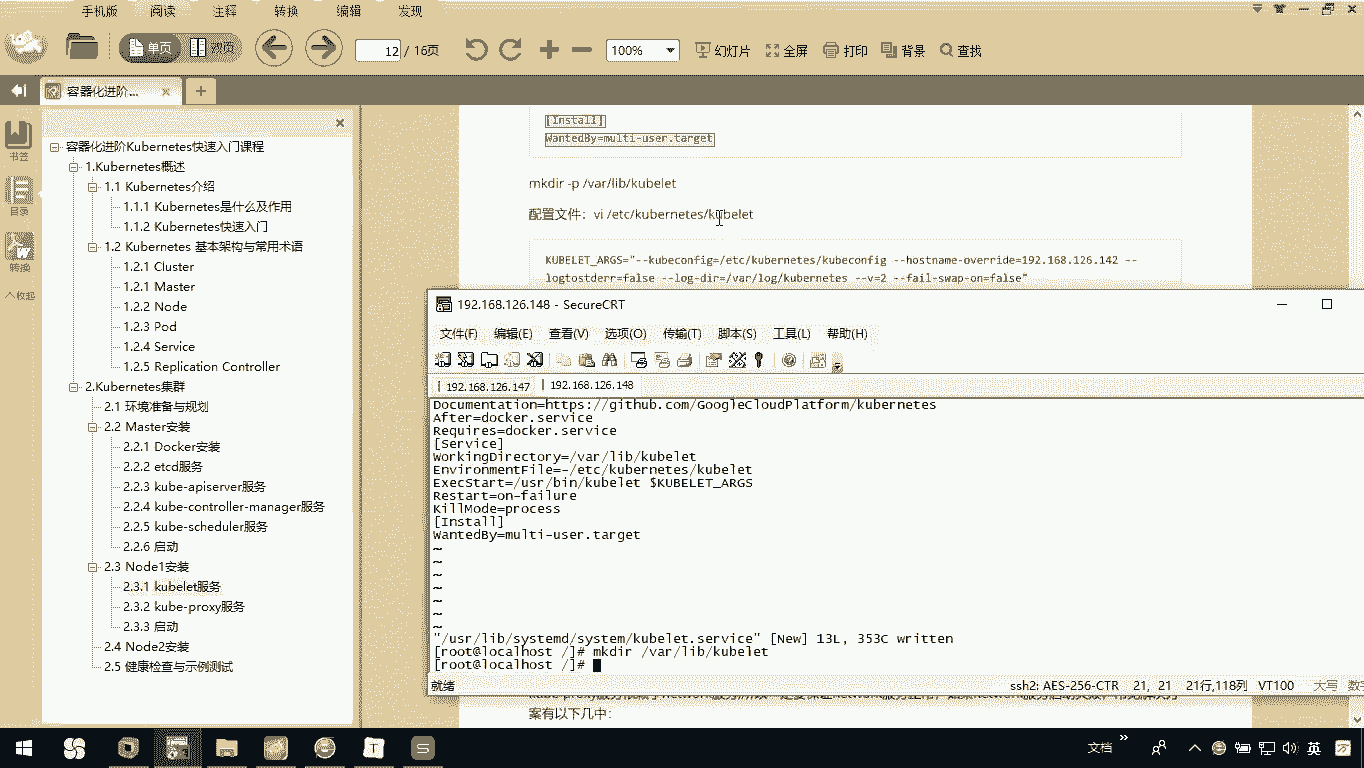 手机版 阅读 注释 转换 编辑 发现
单页 双页 12 / 16页 100% 幻灯片 全屏 打印 背景 查找
容器化进阶...
书签
目录
转换
收起
容器化进阶Kubernetes快速入门课程
1.Kubernetes概述
1.1 Kubernetes介绍
1.1.1 Kubernetes是什么及作用
1.1.2 Kubernetes快速入门
1.2 Kubernetes 基本架构与常用术语
1.2.1 Cluster
1.2.1 Master
1.2.2 Node
1.2.3 Pod
1.2.4 Service
1.2.5 Replication Controller
2.Kubernetes集群
2.1 环境准备与规划
2.2 Master安装
2.2.1 Docker安装
2.2.2 etcd服务
2.2.3 kube-apiserver服务
2.2.4 kube-controller-manager服务
2.2.5 kube-scheduler服务
2.2.6 启动
2.3 Node1安装
2.3.1 kubelet服务
2.3.2 kube-proxy服务
2.3.3 启动
2.4 Node2安装
2.5 健康检查与示例测试
[Install]
WantedBy=multi-user.target
mkdir -p /var/lib/kubelet
配置文件：vi /etc/kubernetes/kubelet
KUBELET_ARGS="--kubeconfig=/etc/kubernetes/kubeconfig --hostname-override=192.168.126.142 --
logtostderr=false --log-dir=/var/log/kubernetes --v=2 --fail-swap-on=false"
192.168.126.148 - SecureCRT
文件(F) 编辑(E) 查看(V) 选项(O) 传输(T) 脚本(S) 工具(L) 帮助(H)
192.168.126.147 192.168.126.148
Documentation=https://github.com/GoogleCloudPlatform/kubernetes
After=docker.service
Requires=docker.service
[Service]
WorkingDirectory=/var/lib/kubelet
EnvironmentFile=-/etc/kubernetes/kubelet
ExecStart=/usr/bin/kubelet $KUBELET_ARGS
Restart=on-failure
KillMode=process
[Install]
WantedBy=multi-user.target
~
~
~
~
~
~
~
"/usr/lib/systemd/system/kubelet.service" [New] 13L, 353C written
[root@localhost /]# mkdir /var/lib/kubelet
[root@localhost /]#
就绪 ssh2: AES-256-CTR 21, 21 21行,118列 VT100 大写 数字
案有以下几中：
文档 英